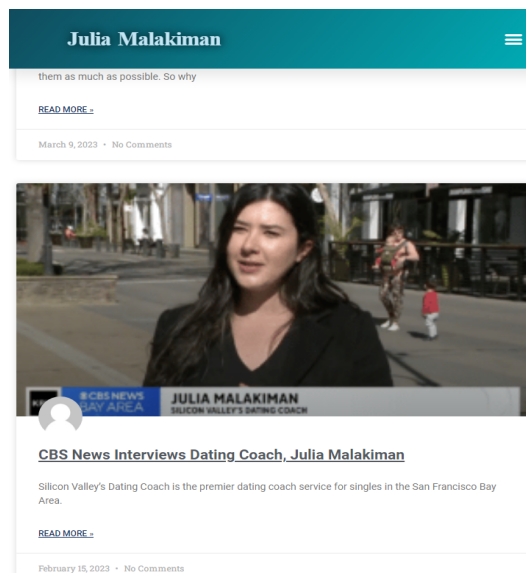 Julia Malakiman
them as much as possible. So why
READ MORE »
March 9, 2023 • No Comments
CBS NEWS
BAY AREA
JULIA MALAKIMAN
SILICON VALLEY'S DATING COACH
CBS News Interviews Dating Coach, Julia Malakiman
Silicon Valley's Dating Coach is the premier dating coach service for singles in the San Francisco Bay
Area.
READ MORE »
February 15, 2023 • No Comments